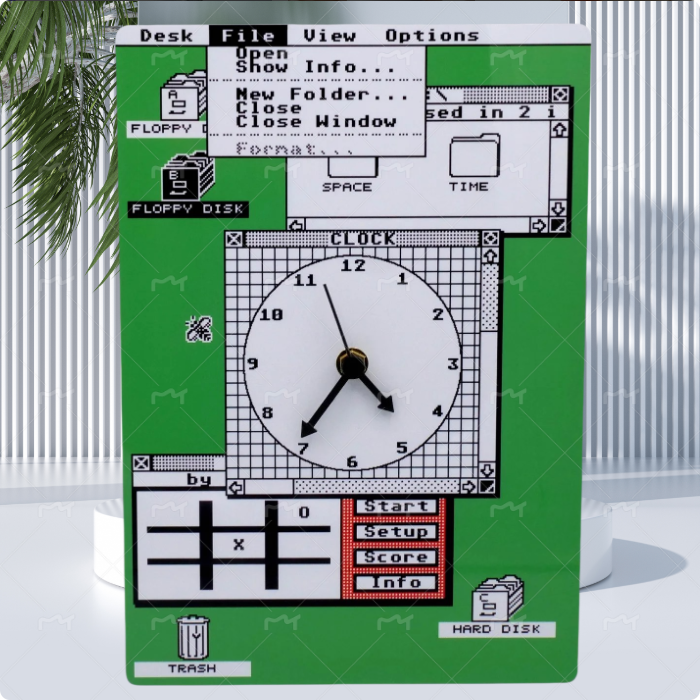 Desk File View Options
Open
Show Info...
New Folder...
Close
Close Window
Format...
A
FLOPPY D
B
FLOPPY DISK
:\
sed in 2 i
SPACE TIME
CLOCK
12
11 1
10 2
9 3
8 4
7 5
6
by
O
X
Start
Setup
Score
Info
C
HARD DISK
TRASH